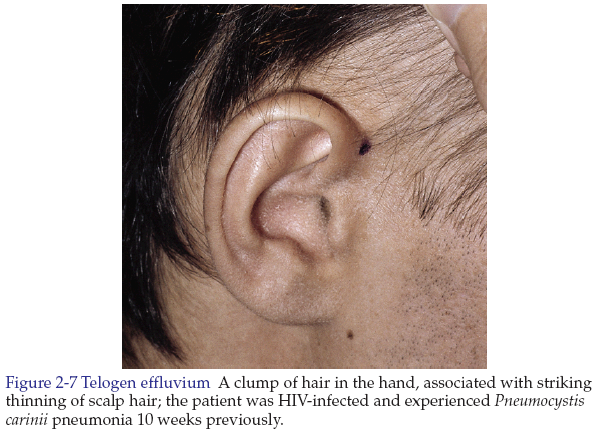 Figure 2-7 Telogen effluvium A clump of hair in the hand, associated with striking
thinning of scalp hair; the patient was HIV-infected and experienced Pneumocystis
carinii pneumonia 10 weeks previously.